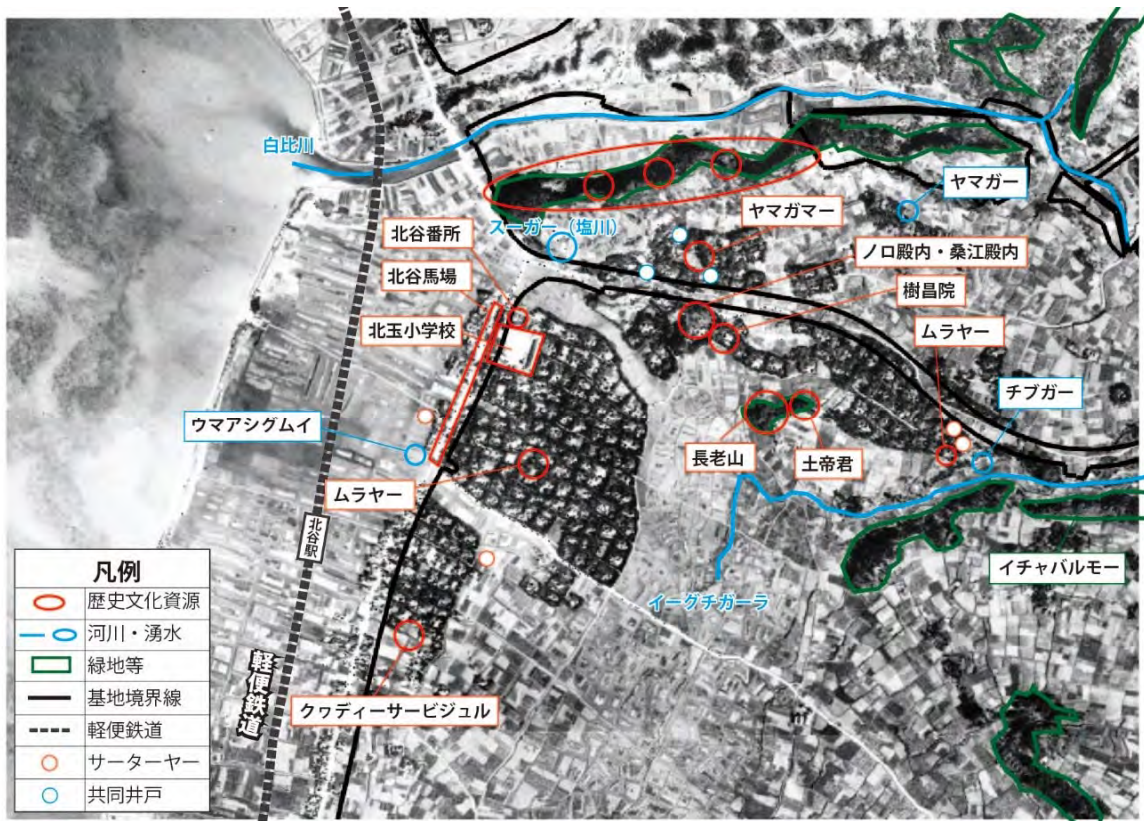 白比川
スーガー（塩川）
ヤマガー
ヤマガマー
北谷番所
ノロ殿内・桑江殿内
北谷馬場
樹昌院
北玉小学校
ムラヤー
チブガー
ウマアシグムイ
長老山
土帝君
ムラヤー
北谷駅
イチャバルモー
イーグチガーラ
軽便鉄道
クヮディーサービジュル
凡例
歴史文化資源
河川・湧水
緑地等
基地境界線
軽便鉄道
サーターヤー
共同井戸